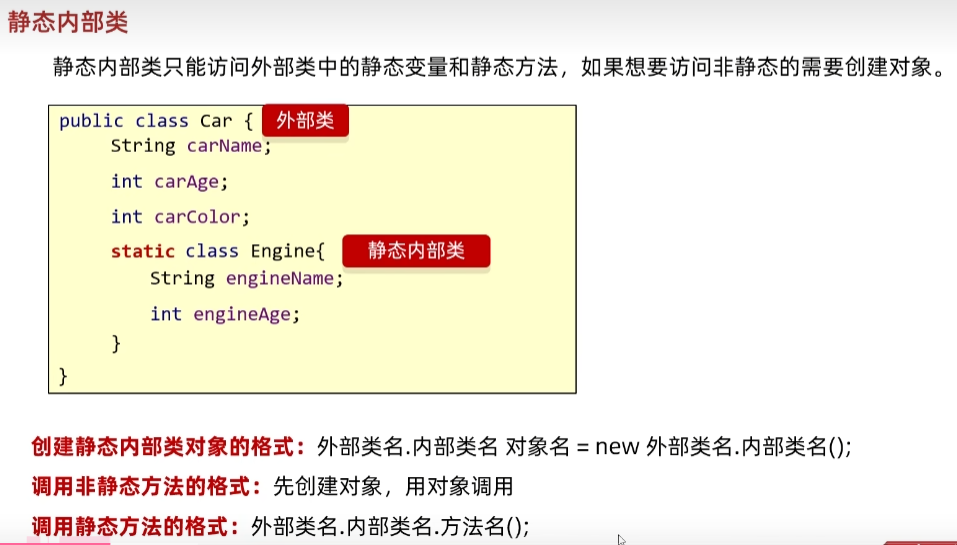 静态内部类
静态内部类只能访问外部类中的静态变量和静态方法，如果想要访问非静态的需要创建对象。
public class Car { 外部类
String carName;
int carAge;
int carColor;
static class Engine{ 静态内部类
String engineName;
int engineAge;
}
}
创建静态内部类对象的格式：外部类名.内部类名 对象名 = new 外部类名.内部类名();
调用非静态方法的格式：先创建对象，用对象调用
调用静态方法的格式：外部类名.内部类名.方法名();